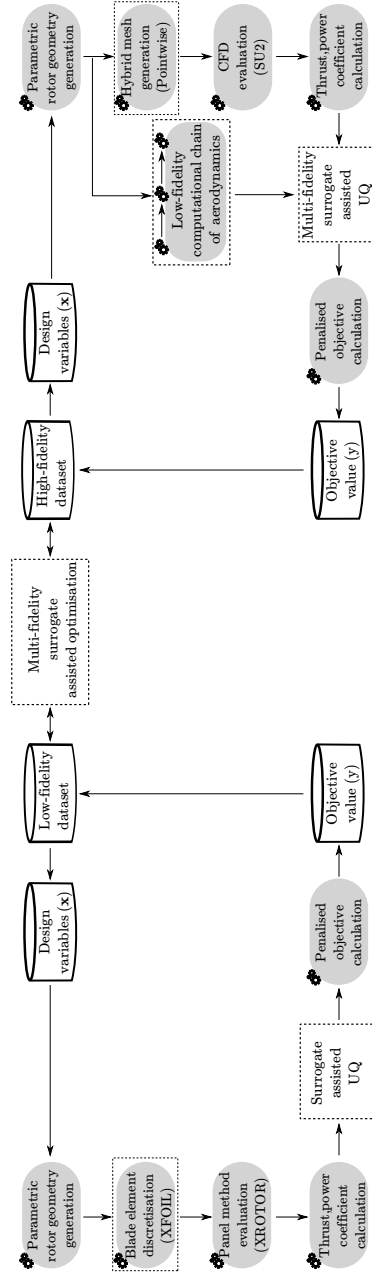 Parametric
rotor geometry
generation
Blade element
discretisation
(XFOIL)
Panel method
evaluation
(XROTOR)
Thrust,power
coefficient
calculation
Surrogate
assisted
UQ
Penalised
objective
calculation
Objective
value (y)
Design
variables (x)
Low-fidelity
dataset
Multi-fidelity
surrogate
assisted optimisation
High-fidelity
dataset
Design
variables (x)
Parametric
rotor geometry
generation
Hybrid mesh
generation
(Pointwise)
CFD
evaluation
(SU2)
Thrust,power
coefficient
calculation
Low-fidelity
computational chain
of aerodynamics
Multi-fidelity
surrogate
assisted
UQ
Penalised
objective
calculation
Objective
value (y)